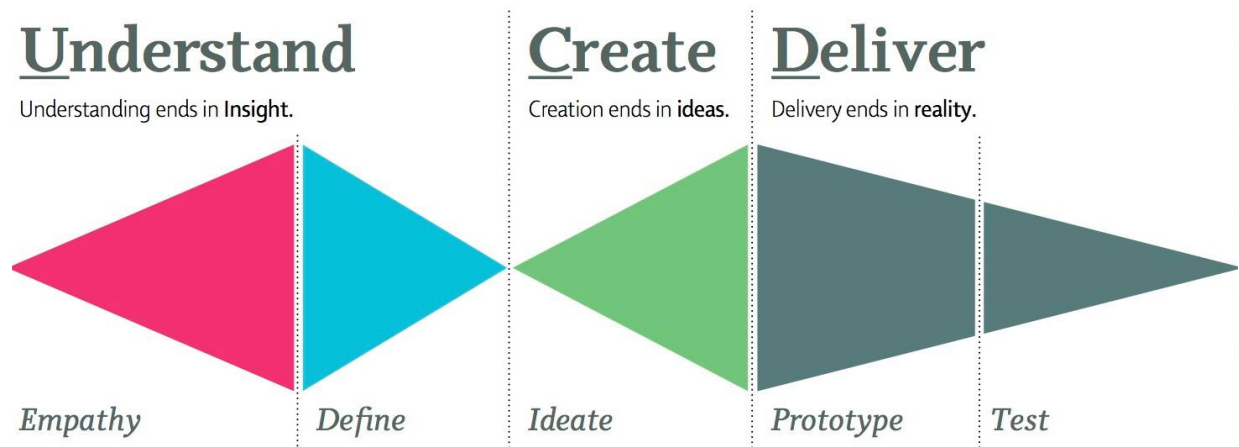 Understand
Understanding ends in Insight.
Create
Creation ends in ideas.
Deliver
Delivery ends in reality.
Empathy
Define
Ideate
Prototype
Test